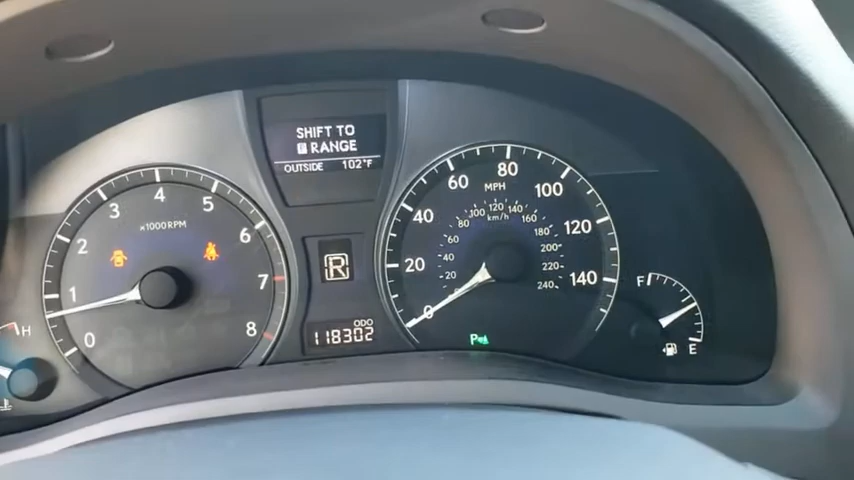 SHIFT TO
P RANGE
OUTSIDE 102°F
0
1
2
3
4
5
6
7
8
x1000 RPM
R
ODO
118302
0
20
40
60
80
100
120
140
MPH
km/h
20
40
60
80
100
120
140
160
180
200
220
240
P
F
E
H